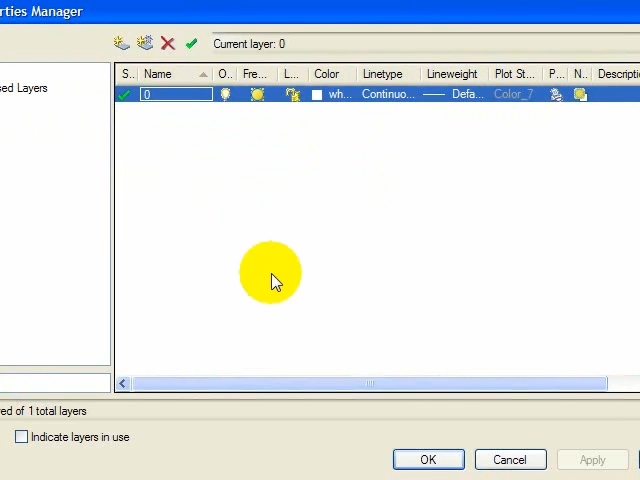 rties Manager
Current layer: 0
S.. Name O.. Fre... L... Color Linetype Lineweight Plot St... P... N.. Descripti
0 wh... Continuo... Defa... Color_7
sed Layers
red of 1 total layers
Indicate layers in use
OK Cancel Apply